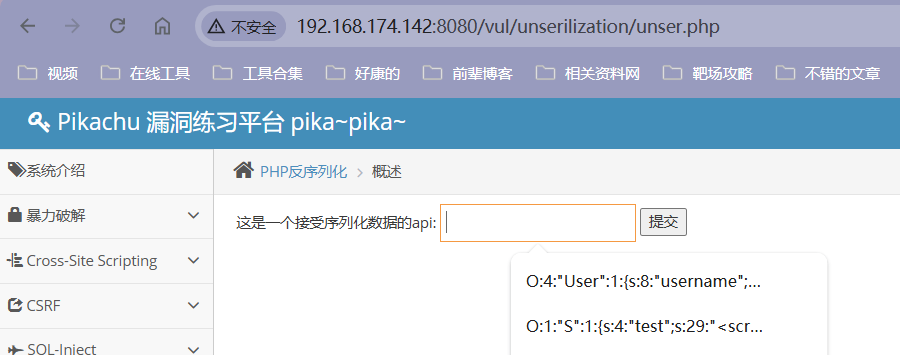 不安全 192.168.174.142:8080/vul/unserilization/unser.php
视频 在线工具 工具合集 好康的 前辈博客 相关资料网 靶场攻略 不错的文章
Pikachu 漏洞练习平台 pika~pika~
系统介绍
PHP反序列化 > 概述
暴力破解
这是一个接受序列化数据的api: 提交
Cross-Site Scripting
O:4:"User":1:{s:8:"username";...
CSRF
O:1:"S":1:{s:4:"test";s:29:"<scr...
SQL-Inject